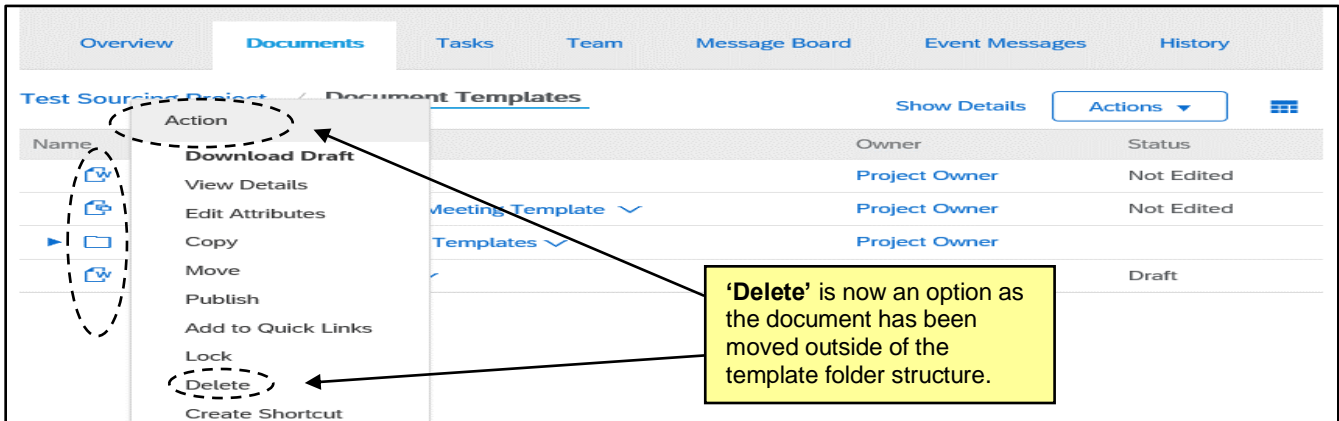 Overview Documents Tasks Team Message Board Event Messages History
Test Sourcing Project / Document Templates Show Details Actions
Action
Name Owner Status
Download Draft
Project Owner Not Edited
View Details
Edit Attributes Meeting Template Project Owner Not Edited
Copy Templates Project Owner
Move Draft
Publish
Add to Quick Links
Lock
Delete
Create Shortcut
‘Delete’ is now an option as
the document has been
moved outside of the
template folder structure.